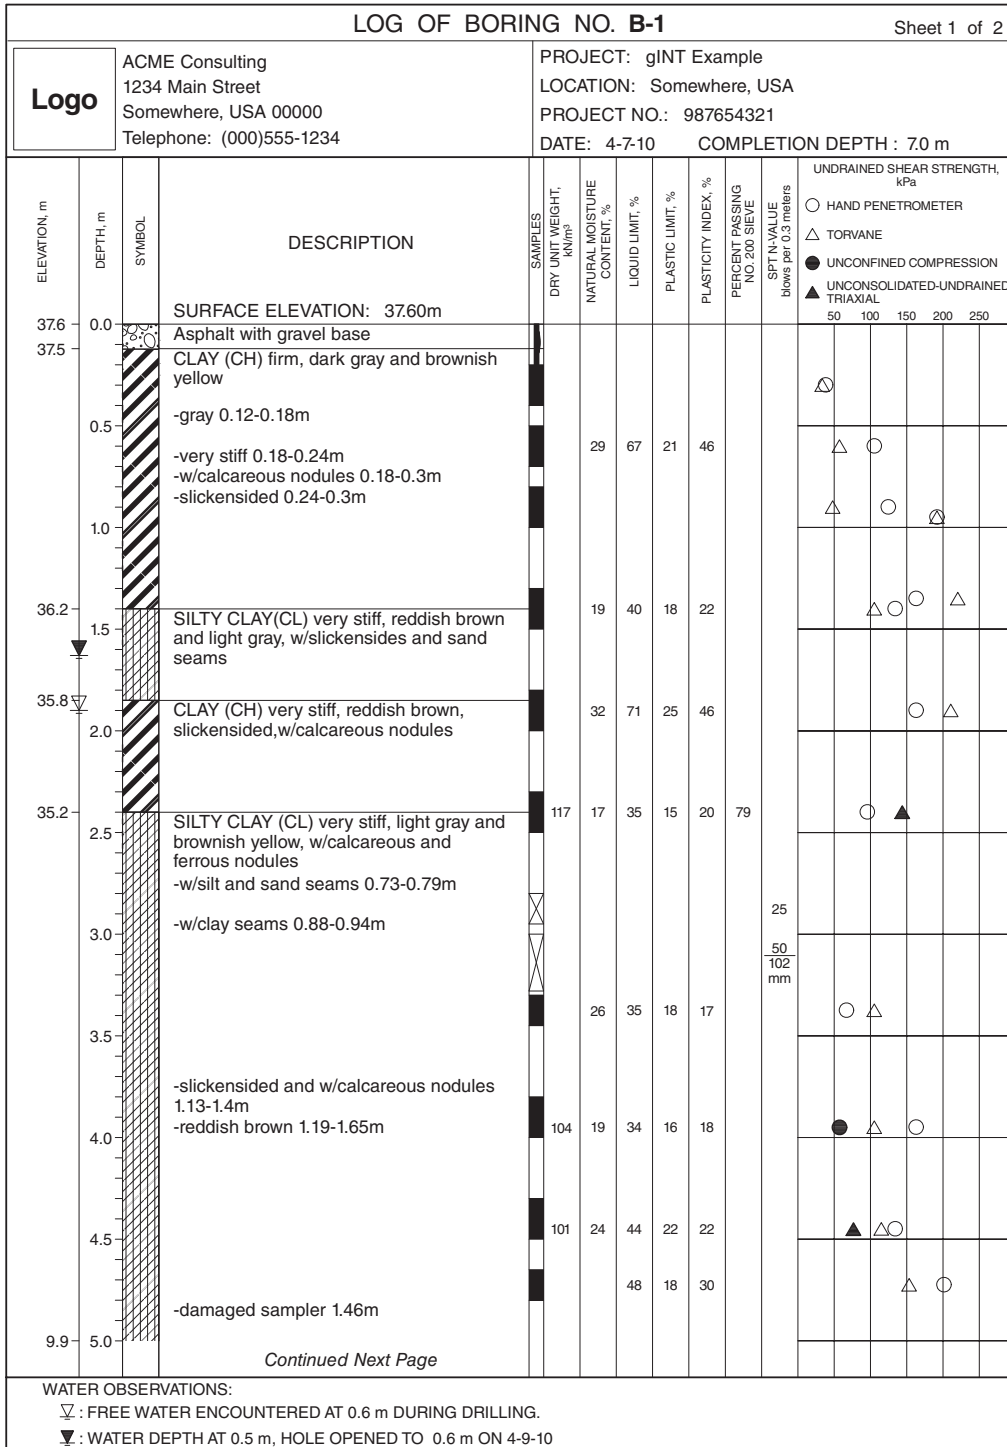 LOG OF BORING NO. B-1
Sheet 1 of 2
Logo
ACME Consulting
1234 Main Street
Somewhere, USA 00000
Telephone: (000)555-1234
PROJECT: gINT Example
LOCATION: Somewhere, USA
PROJECT NO.: 987654321
DATE: 4-7-10 COMPLETION DEPTH : 7.0 m
ELEVATION, m
DEPTH, m
SYMBOL
DESCRIPTION
SURFACE ELEVATION: 37.60m
SAMPLES
DRY UNIT WEIGHT,
kN/m³
NATURAL MOISTURE
CONTENT, %
LIQUID LIMIT, %
PLASTIC LIMIT, %
PLASTICITY INDEX, %
PERCENT PASSING
NO. 200 SIEVE
SPT N-VALUE
blows per 0.3 meters
UNDRAINED SHEAR STRENGTH,
kPa
HAND PENETROMETER
TORVANE
UNCONFINED COMPRESSION
UNCONSOLIDATED-UNDRAINED
TRIAXIAL
50 100 150 200 250
37.6 0.0 Asphalt with gravel base
37.5
CLAY (CH) firm, dark gray and brownish
yellow
-gray 0.12-0.18m
0.5
-very stiff 0.18-0.24m 29 67 21 46
-w/calcareous nodules 0.18-0.3m
-slickensided 0.24-0.3m
1.0
36.2 19 40 18 22
SILTY CLAY(CL) very stiff, reddish brown
1.5 and light gray, w/slickensides and sand
seams
35.8
CLAY (CH) very stiff, reddish brown, 32 71 25 46
2.0 slickensided,w/calcareous nodules
35.2 117 17 35 15 20 79
SILTY CLAY (CL) very stiff, light gray and
2.5 brownish yellow, w/calcareous and
ferrous nodules
-w/silt and sand seams 0.73-0.79m
25
-w/clay seams 0.88-0.94m
3.0
50
102
mm
26 35 18 17
3.5
-slickensided and w/calcareous nodules
1.13-1.4m
-reddish brown 1.19-1.65m 104 19 34 16 18
4.0
101 24 44 22 22
4.5
48 18 30
-damaged sampler 1.46m
9.9 5.0
Continued Next Page
WATER OBSERVATIONS:
: FREE WATER ENCOUNTERED AT 0.6 m DURING DRILLING.
: WATER DEPTH AT 0.5 m, HOLE OPENED TO 0.6 m ON 4-9-10